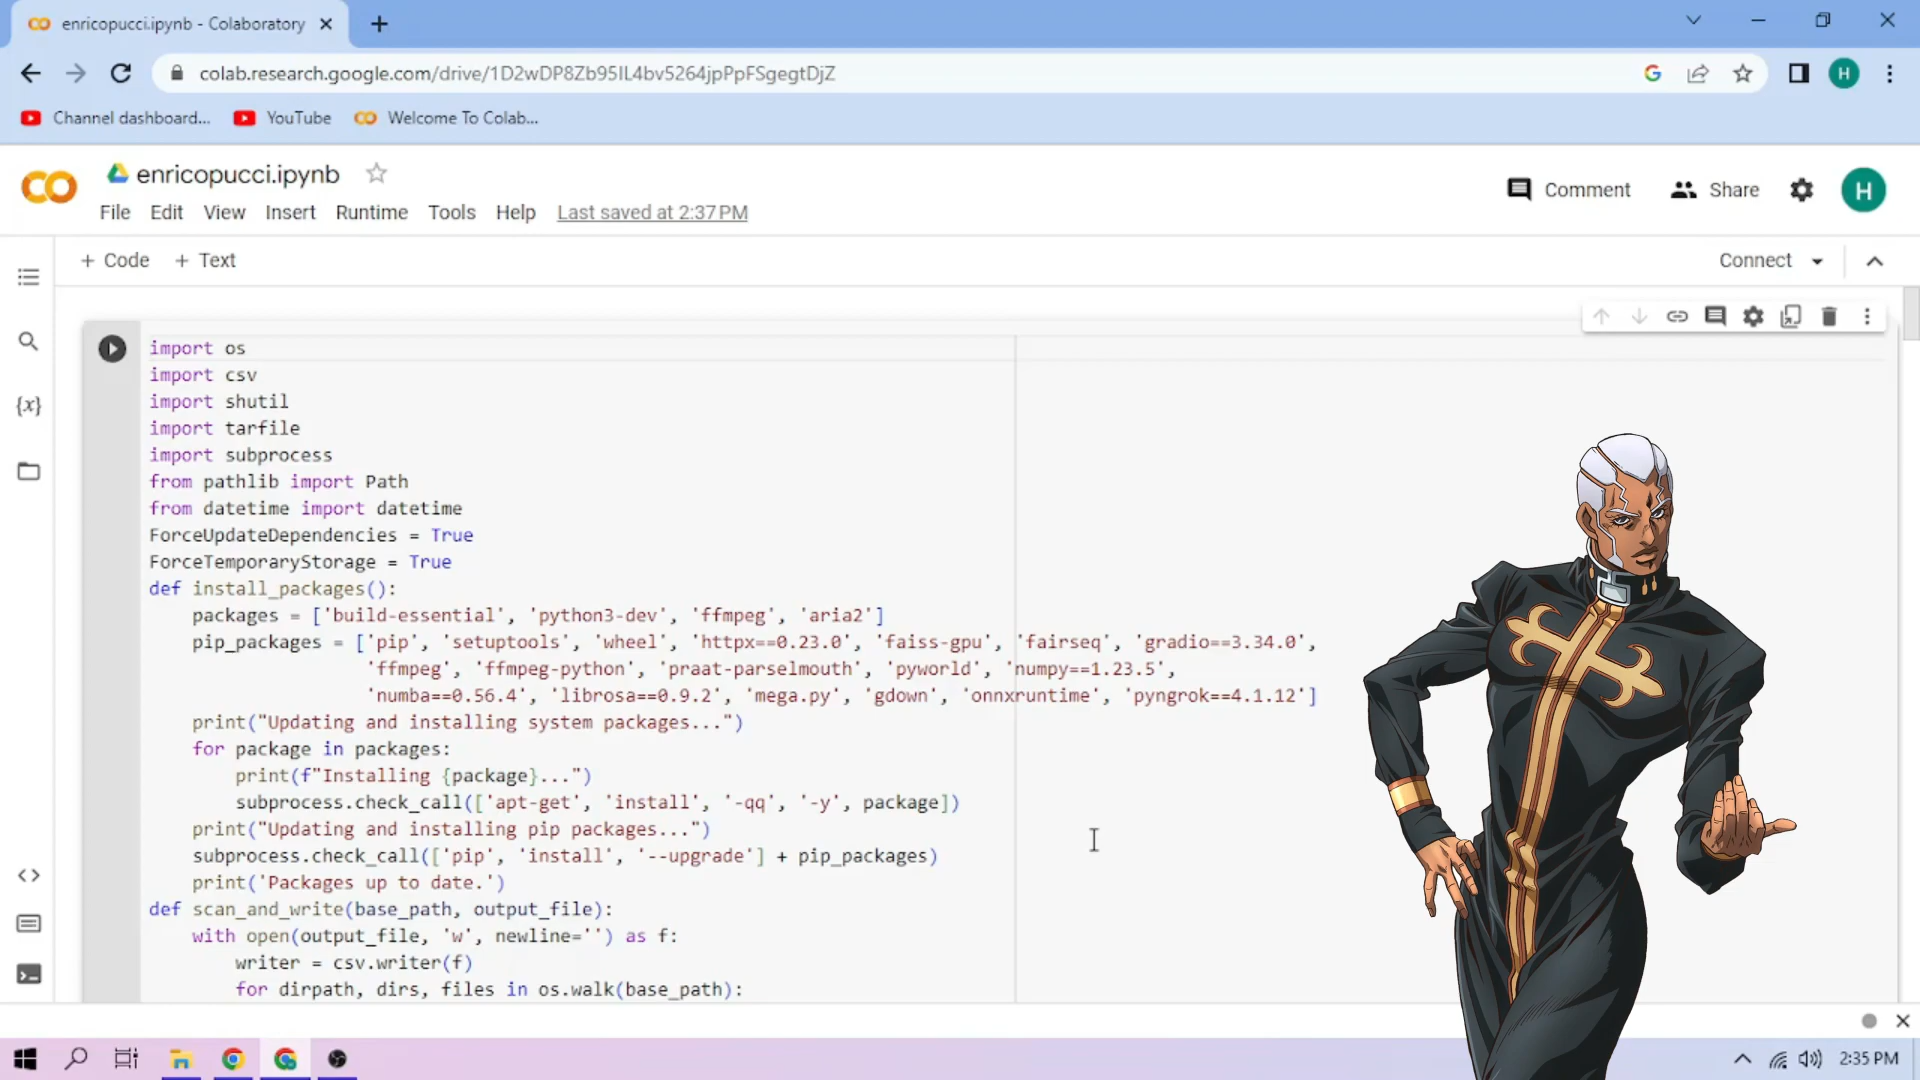 enricopucci.ipynb - Colaboratory
colab.research.google.com/drive/1D2wDP8Zb95IL4bv5264jpPpFSgegtDjZ
H
Channel dashboard...
YouTube
Welcome To Colab...
enricopucci.ipynb
Comment
Share
H
File Edit View Insert Runtime Tools Help Last saved at 2:37 PM
+ Code + Text
Connect
import os
import csv
import shutil
import tarfile
import subprocess
from pathlib import Path
from datetime import datetime
ForceUpdateDependencies = True
ForceTemporaryStorage = True
def install_packages():
packages = ['build-essential', 'python3-dev', 'ffmpeg', 'aria2']
pip_packages = ['pip', 'setuptools', 'wheel', 'httpx==0.23.0', 'faiss-gpu', 'fairseq', 'gradio==3.34.0',
'ffmpeg', 'ffmpeg-python', 'praat-parselmouth', 'pyworld', 'numpy==1.23.5',
'numba==0.56.4', 'librosa==0.9.2', 'mega.py', 'gdown', 'onnxruntime', 'pyngrok==4.1.12']
print("Updating and installing system packages...")
for package in packages:
print(f"Installing {package}...")
subprocess.check_call(['apt-get', 'install', '-qq', '-y', package])
print("Updating and installing pip packages...")
subprocess.check_call(['pip', 'install', '--upgrade'] + pip_packages)
print('Packages up to date.')
def scan_and_write(base_path, output_file):
with open(output_file, 'w', newline='') as f:
writer = csv.writer(f)
for dirpath, dirs, files in os.walk(base_path):
{x}
2:35 PM